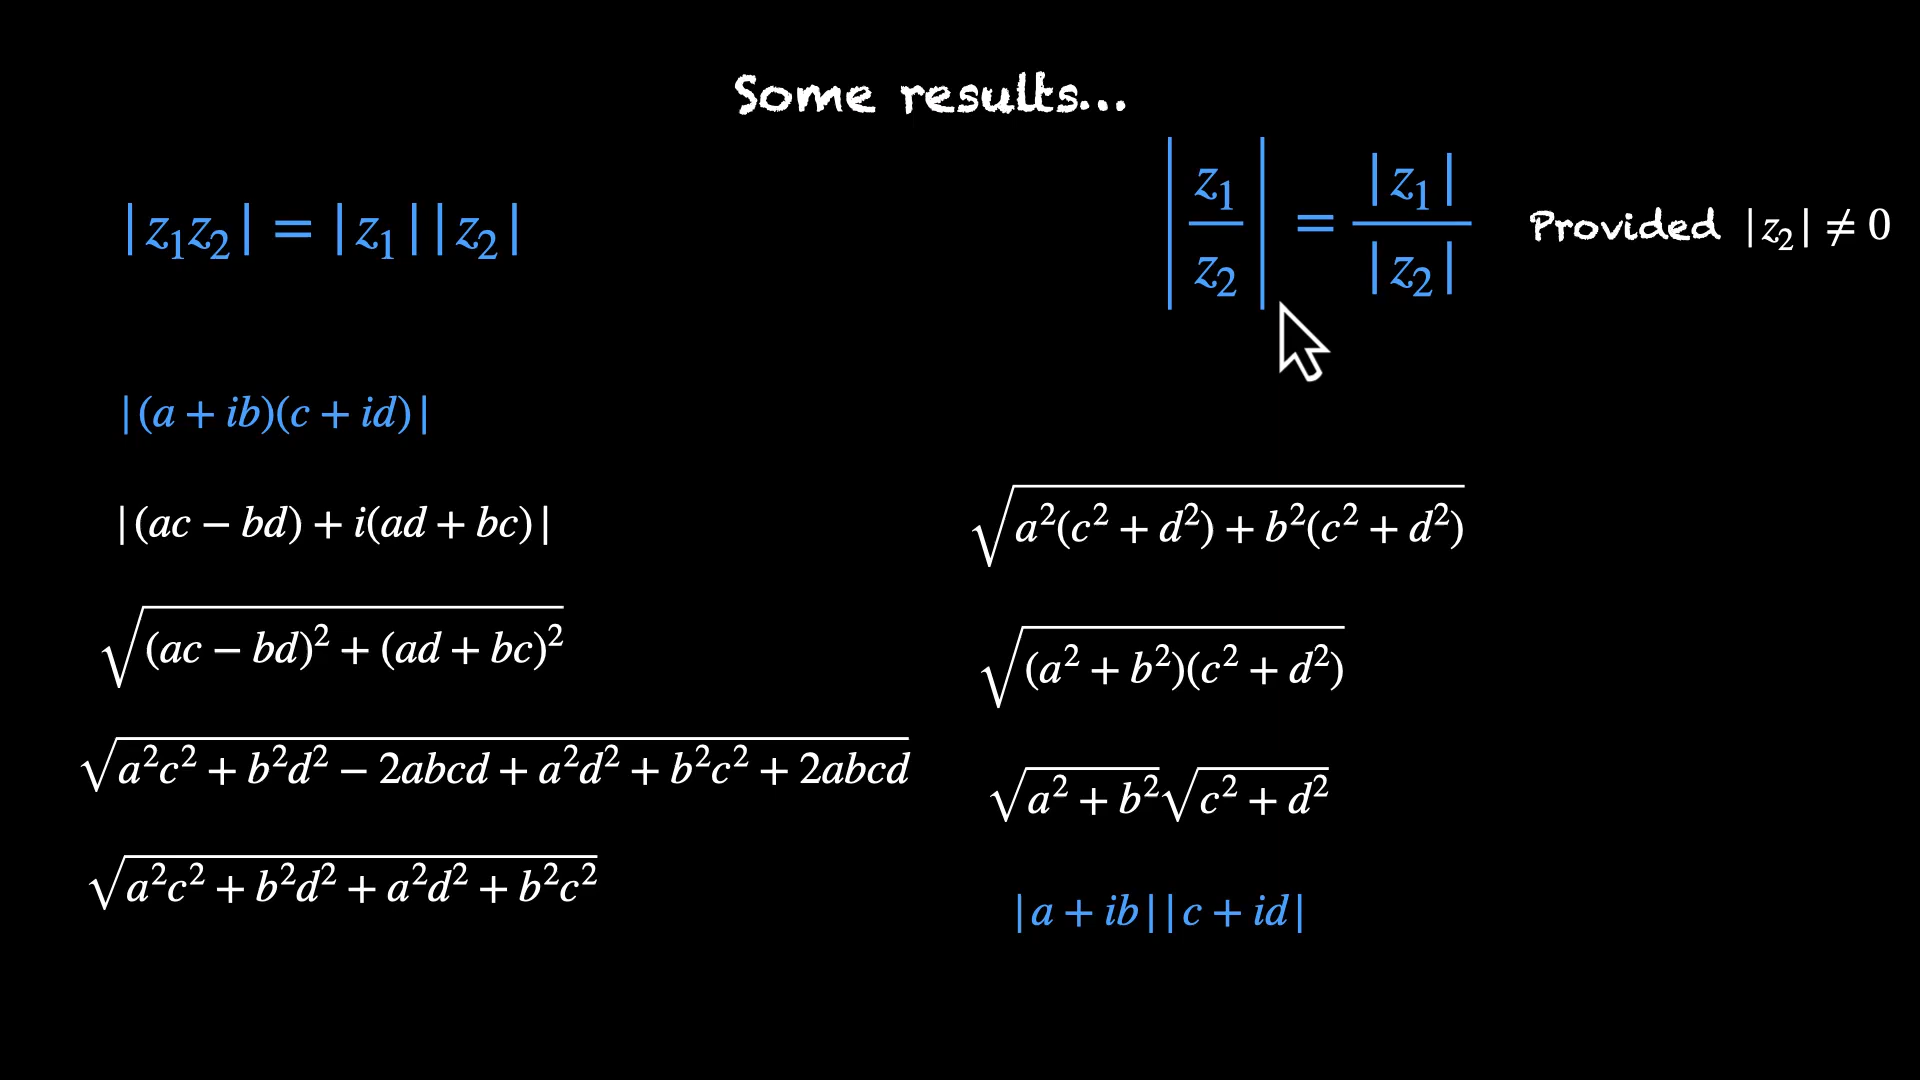 Some results...
|z₁z₂| = |z₁||z₂|
|z₁/z₂| = |z₁|/|z₂| Provided |z₂| ≠ 0
|(a + ib)(c + id)|
|(ac − bd) + i(ad + bc)|
√((ac − bd)² + (ad + bc)²)
√(a²c² + b²d² − 2abcd + a²d² + b²c² + 2abcd)
√(a²c² + b²d² + a²d² + b²c²)
√(a²(c² + d²) + b²(c² + d²))
√((a² + b²)(c² + d²))
√(a² + b²)√(c² + d²)
|a + ib||c + id|